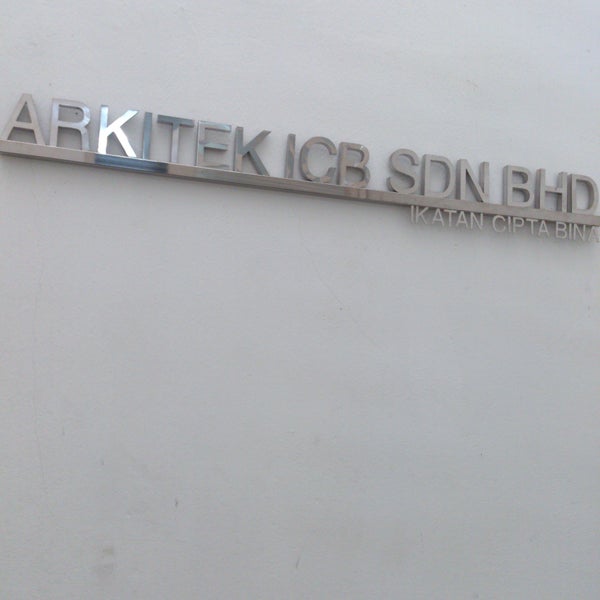 ARKITEK ICB SDN BHD
IKATAN CIPTA BINA